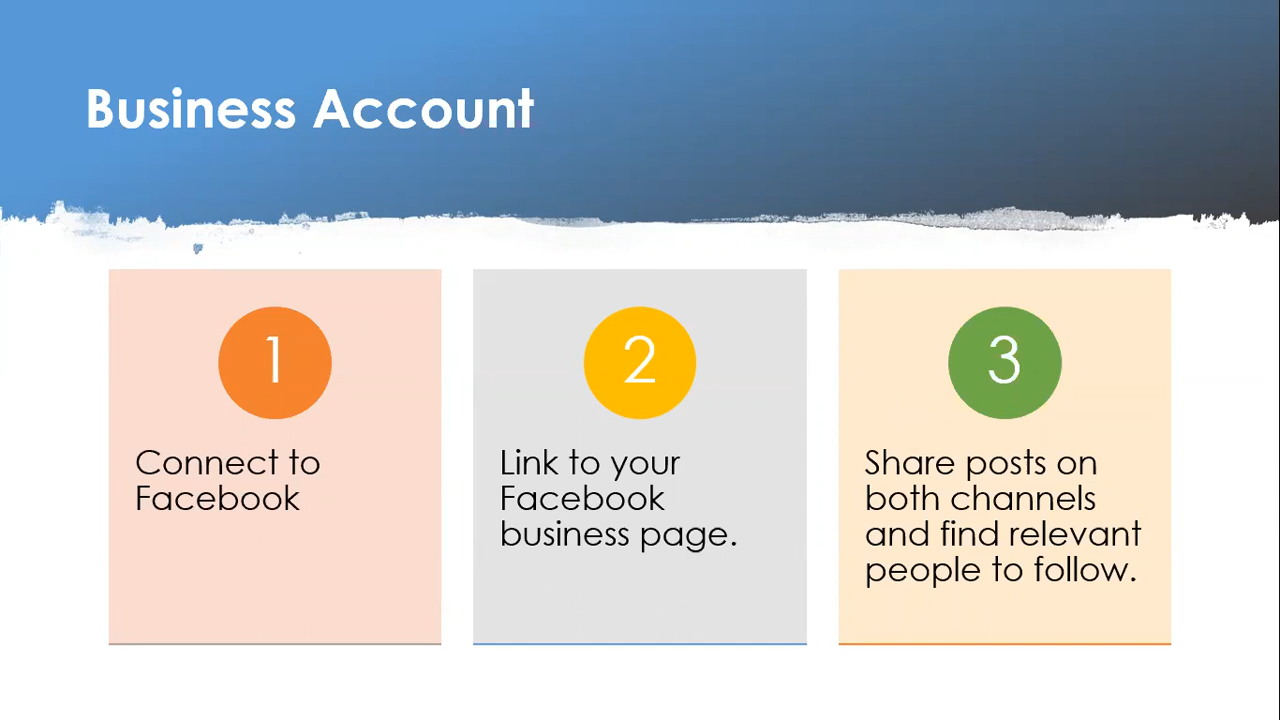 Business Account
1
Connect to
Facebook
2
Link to your
Facebook
business page.
3
Share posts on
both channels
and find relevant
people to follow.